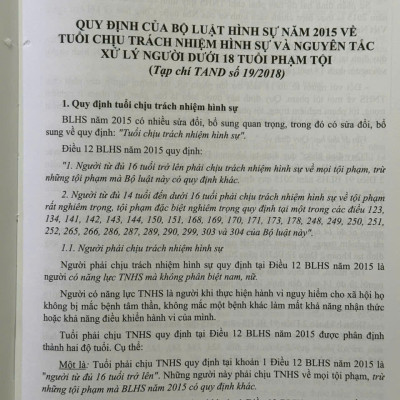 QUY ĐỊNH CỦA BỘ LUẬT HÌNH SỰ NĂM 2015 VỀ
TUỔI CHỊU TRÁCH NHIỆM HÌNH SỰ VÀ NGUYÊN TẮC
XỬ LÝ NGƯỜI DƯỚI 18 TUỔI PHẠM TỘI
(Tạp chí TAND số 19/2018)
1. Quy định tuổi chịu trách nhiệm hình sự
BLHS năm 2015 có nhiều sửa đổi, bổ sung quan trọng, trong đó có sửa đổi, bổ
sung về quy định: "Tuổi chịu trách nhiệm hình sự".
Điều 12 BLHS năm 2015 quy định:
"1. Người từ đủ 16 tuổi trở lên phải chịu trách nhiệm hình sự về mọi tội phạm, trừ
những tội phạm mà Bộ luật này có quy định khác.
2. Người từ đủ 14 tuổi đến dưới 16 tuổi phải chịu trách nhiệm hình sự về tội phạm
rất nghiêm trọng, tội phạm đặc biệt nghiêm trọng quy định tại một trong các điều 123,
134, 141, 142, 143, 144, 150, 151, 168, 169, 170, 171, 173, 178, 248, 249, 250, 251,
252, 265, 266, 286, 287, 289, 290, 299, 303 và 304 của Bộ luật này".
1.1. Người phải chịu trách nhiệm hình sự
Người phải chịu trách nhiệm hình sự quy định tại Điều 12 BLHS năm 2015 là
người có năng lực TNHS mà không phân biệt nam, nữ.
Người có năng lực TNHS là người khi thực hiện hành vi nguy hiểm cho xã hội họ
không bị mắc bệnh tâm thần, không mắc một bệnh khác làm mất khả năng nhận thức
hoặc khả năng điều khiển hành vi của mình.
Tuổi phải chịu TNHS quy định tại Điều 12 BLHS năm 2015 được phân định
thành hai độ tuổi. Cụ thể:
Một là: Tuổi phải chịu TNHS quy định tại khoản 1 Điều 12 BLHS năm 2015 là
"người từ đủ 16 tuổi trở lên". Những người này phải chịu TNHS về mọi tội phạm, trừ
những tội phạm mà BLHS năm 2015 có quy định khác.